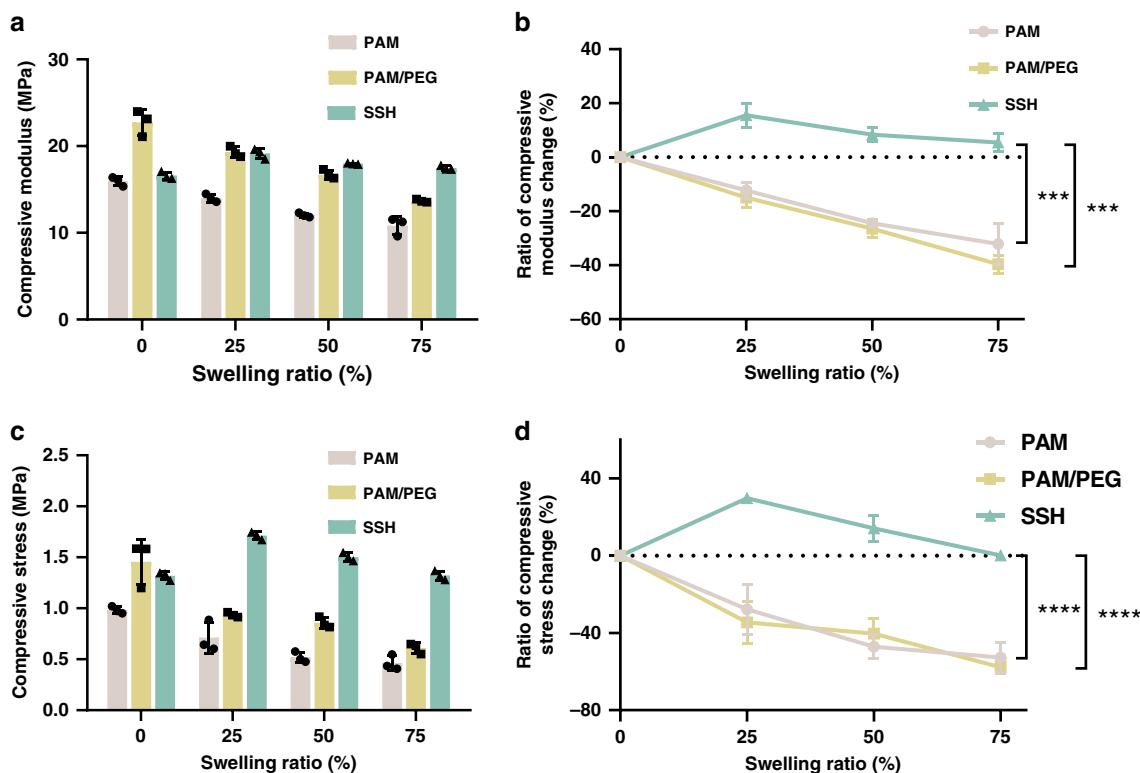 a
PAM
PAM/PEG
SSH
Compressive modulus (MPa)
30
20
10
0
0 25 50 75
Swelling ratio (%)
b
PAM
PAM/PEG
SSH
Ratio of compressive
modulus change (%)
40
20
0
−20
−40
−60
*** ***
0 25 50 75
Swelling ratio (%)
c
PAM
PAM/PEG
SSH
Compressive stress (MPa)
2.5
2.0
1.5
1.0
0.5
0.0
0 25 50 75
Swelling ratio (%)
d
PAM
PAM/PEG
SSH
Ratio of compressive
stress change (%)
40
0
−40
−80
**** ****
0 25 50 75
Swelling ratio (%)